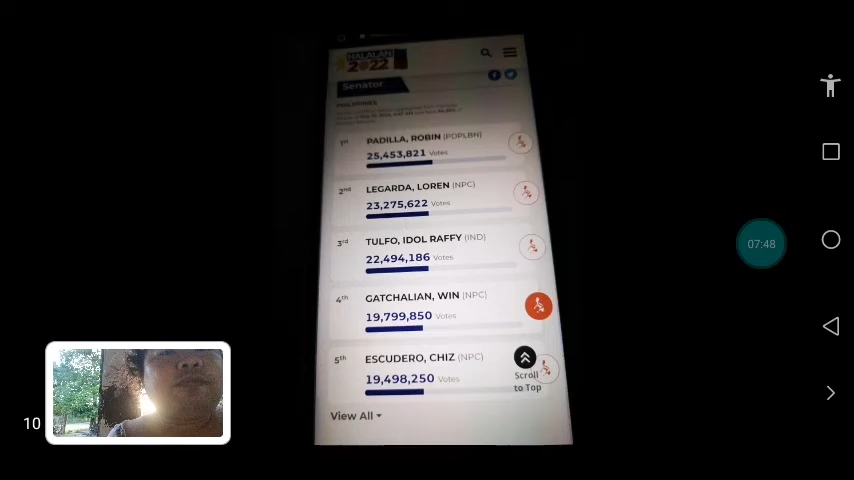 HALALAN
2022
Senator
PHILIPPINES
1st PADILLA, ROBIN (PDPLBN)
25,453,821 Votes
2nd LEGARDA, LOREN (NPC)
23,275,622 Votes
3rd TULFO, IDOL RAFFY (IND)
22,494,186 Votes
4th GATCHALIAN, WIN (NPC)
19,799,850 Votes
5th ESCUDERO, CHIZ (NPC)
19,498,250 Votes
Scroll
to Top
View All
07:48
10